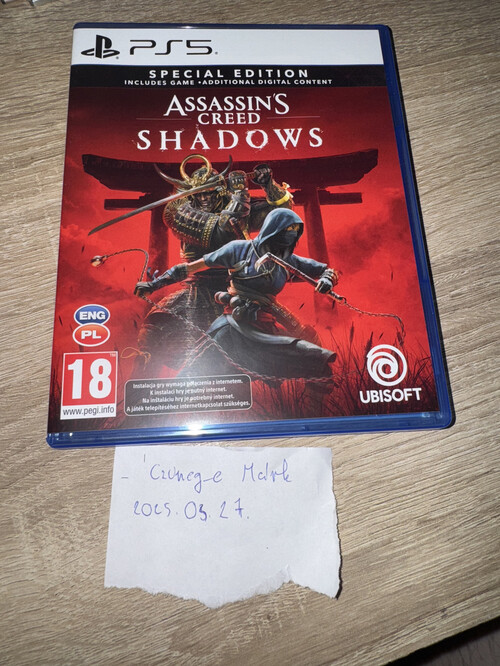 PS5
SPECIAL EDITION
INCLUDES GAME • ADDITIONAL DIGITAL CONTENT
ASSASSIN'S
CREED
SHADOWS
ENG
PL
18
www.pegi.info
Instalacja gry wymaga połączenia z internetem.
K instalaci hry je nutný internet.
Na inštaláciu hry je potrebný internet.
A játék telepítéséhez internetkapcsolat szükséges.
UBISOFT
Márk
2025. 03. 27.